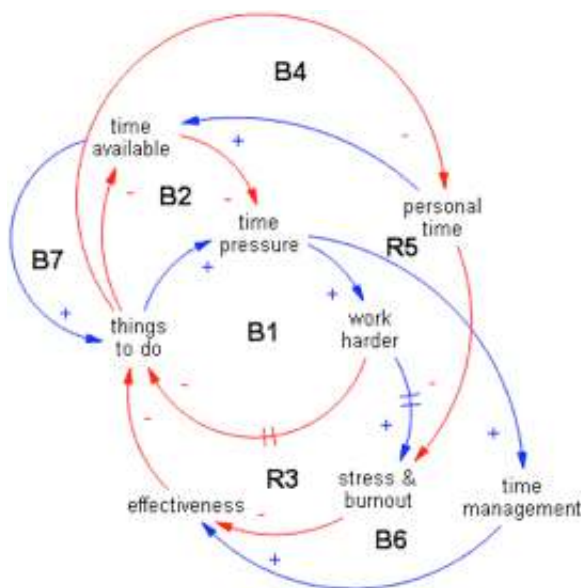 B4
time
available
+
-
B2
-
-
time
pressure
personal
time
R5
B7
+
+
+
things
to do
B1
work
harder
-
-
-
+
+
R3
stress &
burnout
time
management
effectiveness
-
B6
+